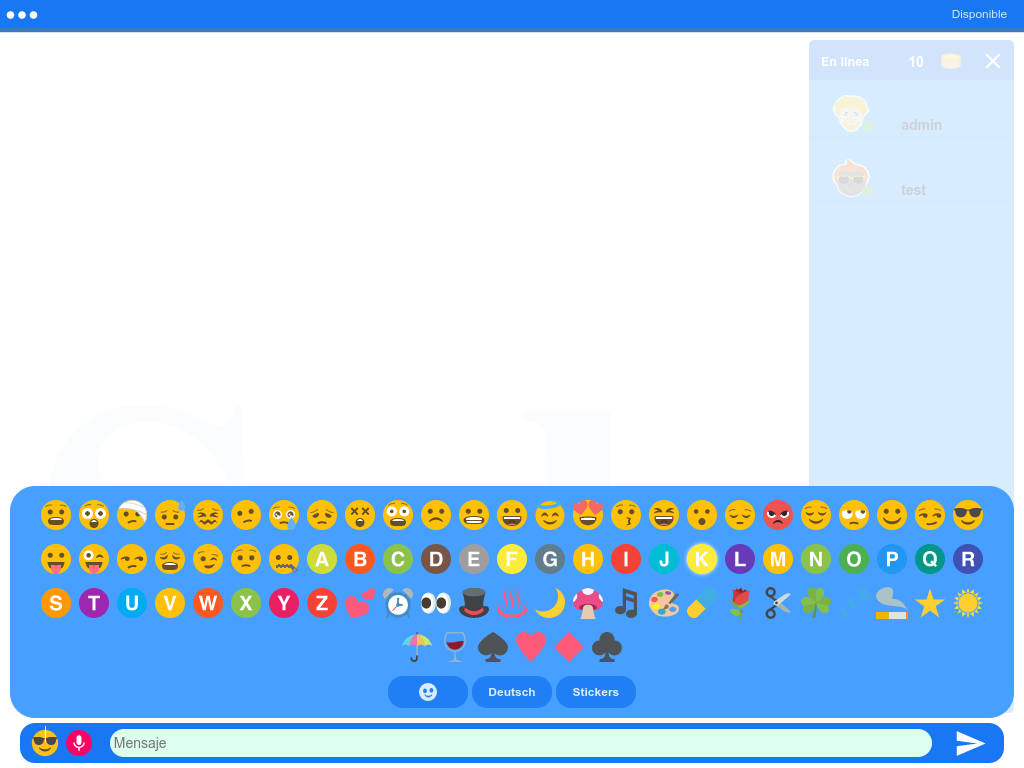 Disponible
En linea 10
admin
test
S l
A B C D E F G H I J K L M N O P Q R
S T U V W X Y Z
Deutsch Stickers
Mensaje